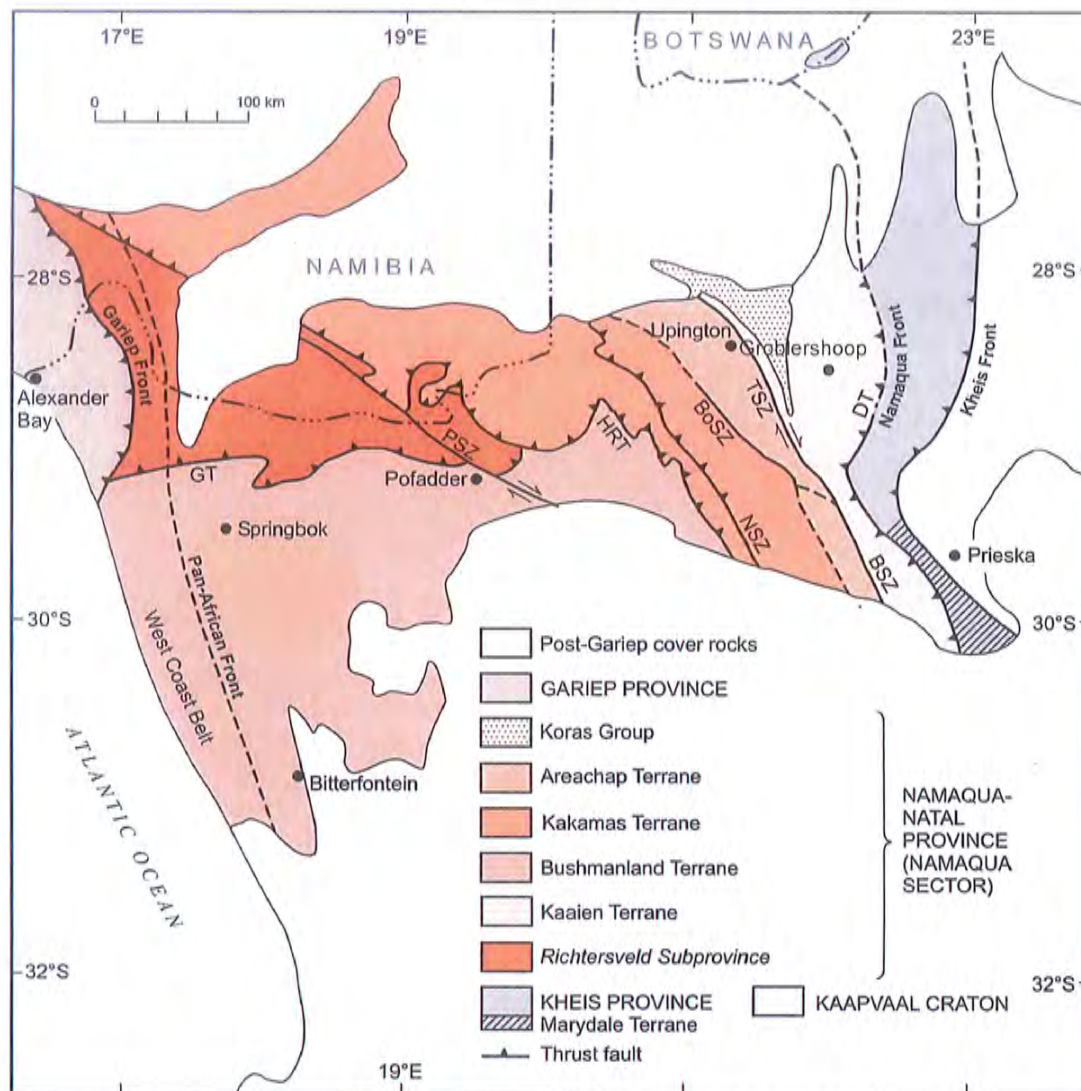 17°E
19°E
BOTSWANA
23°E
0
100 km
28°S
NAMIBIA
28°S
Gariep Front
Upington
Groblershoop
Namaqua Front
Kheis Front
Alexander
Bay
TSZ
DT
BoSZ
HRT
PSZ
GT
Pofadder
Springbok
NSZ
BSZ
Prieska
Pan-African Front
30°S
30°S
West Coast Belt
Post-Gariep cover rocks
GARIEP PROVINCE
Koras Group
ATLANTIC OCEAN
Areachap Terrane
Bitterfontein
Kakamas Terrane
NAMAQUA-
NATAL
PROVINCE
(NAMAQUA
SECTOR)
Bushmanland Terrane
Kaaien Terrane
Richtersveld Subprovince
32°S
32°S
KHEIS PROVINCE
KAAPVAAL CRATON
Marydale Terrane
Thrust fault
19°E